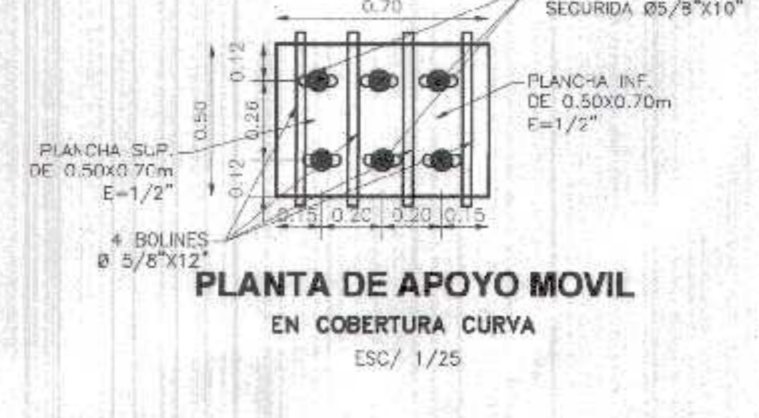 0.70
SEGURIDA Ø5/8"X10"
0.12
0.50
0.26
0.12
PLANCHA INF.
DE 0.50X0.70m
E=1/2"
PLANCHA SUP.
DE 0.50X0.70m
E=1/2"
0.15 0.20 0.20 0.15
4 BOLINES
Ø 5/8"X12"
PLANTA DE APOYO MOVIL
EN COBERTURA CURVA
ESC/ 1/25